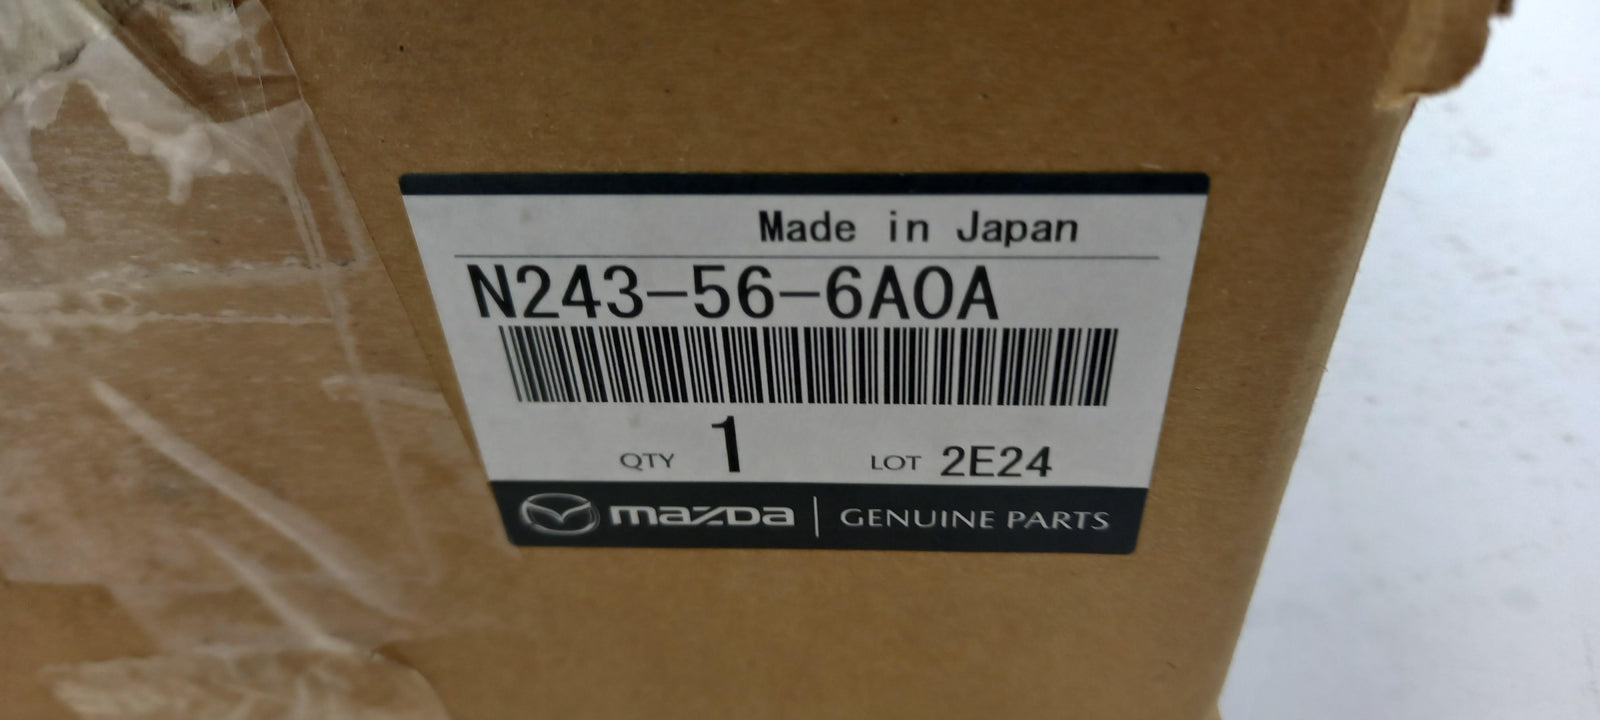 Made in Japan
N243-56-6A0A
QTY 1 LOT 2E24
mazda | GENUINE PARTS